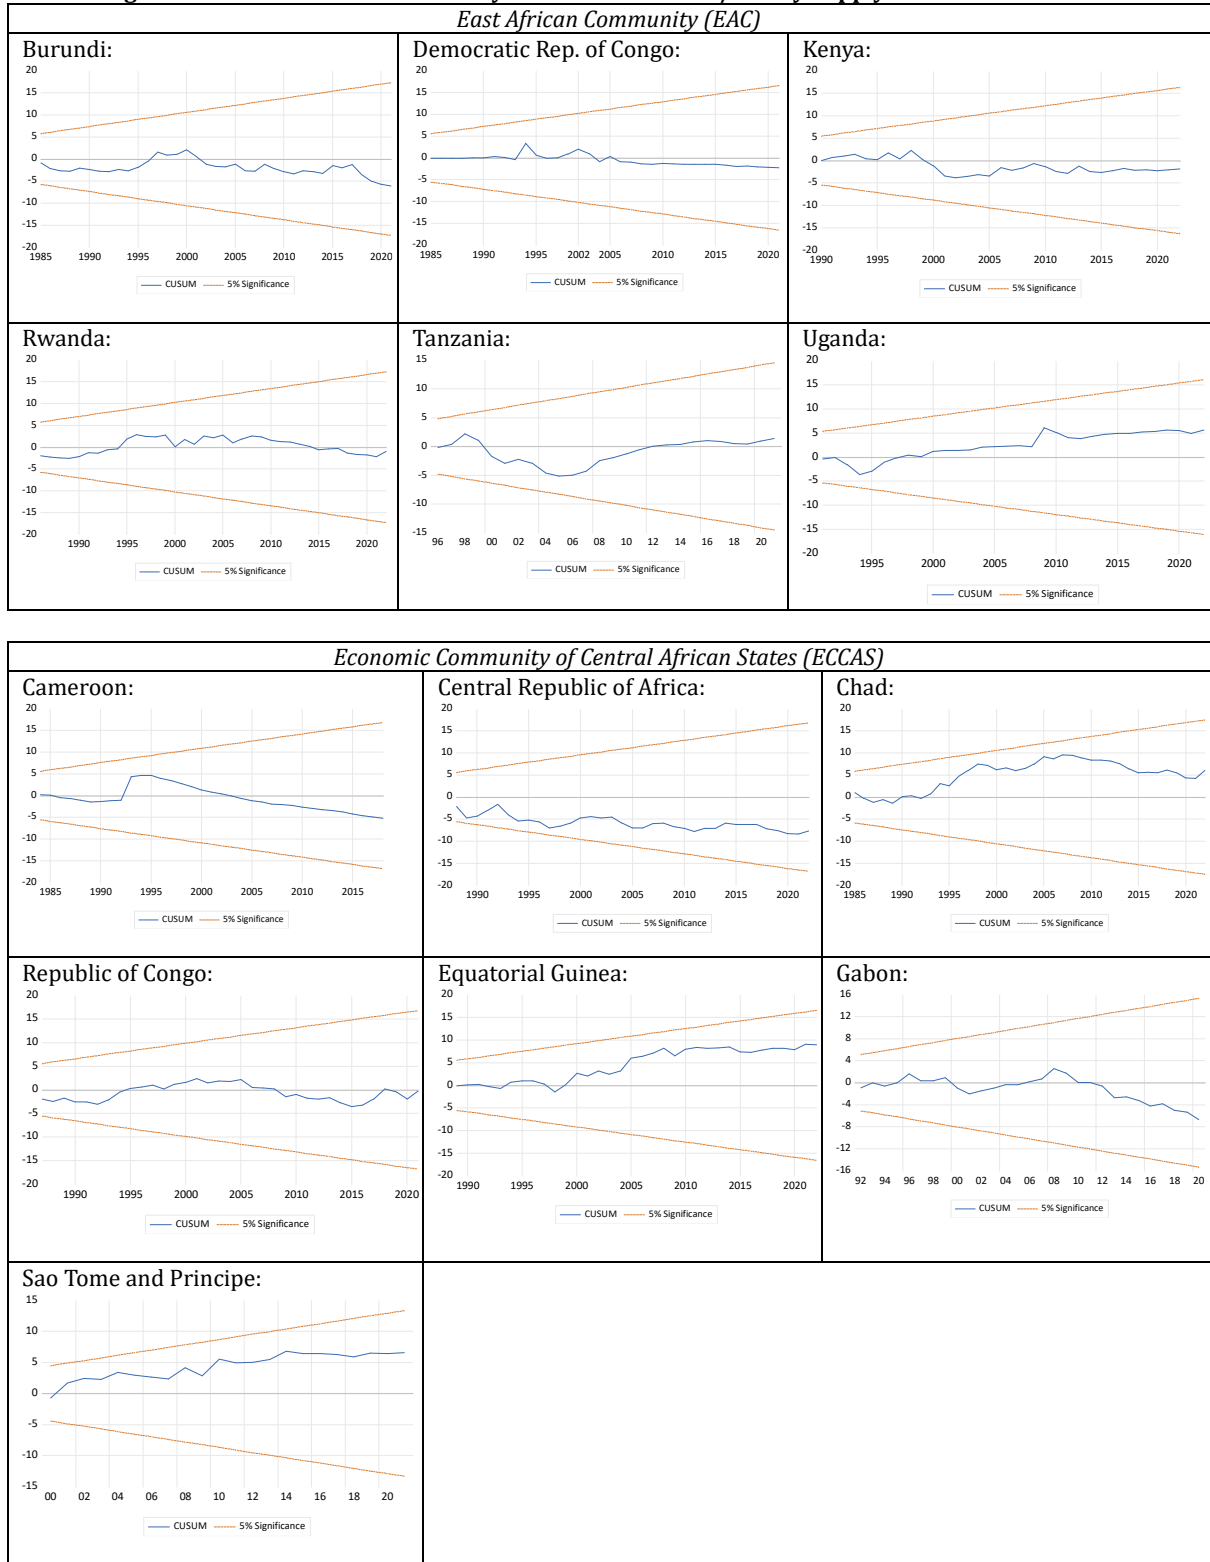 East African Community (EAC)
Burundi:
20
15
10
5
0
-5
-10
-15
-20
1985 1990 1995 2000 2005 2010 2015 2020
CUSUM 5% Significance
Democratic Rep. of Congo:
20
15
10
5
0
-5
-10
-15
-20
1985 1990 1995 2002 2005 2010 2015 2020
CUSUM 5% Significance
Kenya:
20
15
10
5
0
-5
-10
-15
-20
1990 1995 2000 2005 2010 2015 2020
CUSUM 5% Significance
Rwanda:
20
15
10
5
0
-5
-10
-15
-20
1990 1995 2000 2005 2010 2015 2020
CUSUM 5% Significance
Tanzania:
15
10
5
0
-5
-10
-15
96 98 00 02 04 06 08 10 12 14 16 18 20
CUSUM 5% Significance
Uganda:
20
15
10
5
0
-5
-10
-15
-20
1995 2000 2005 2010 2015 2020
CUSUM 5% Significance
Economic Community of Central African States (ECCAS)
Cameroon:
20
15
10
5
0
-5
-10
-15
-20
1985 1990 1995 2000 2005 2010 2015
CUSUM 5% Significance
Central Republic of Africa:
20
15
10
5
0
-5
-10
-15
-20
1990 1995 2000 2005 2010 2015 2020
CUSUM 5% Significance
Chad:
20
15
10
5
0
-5
-10
-15
-20
1985 1990 1995 2000 2005 2010 2015 2020
CUSUM 5% Significance
Republic of Congo:
20
15
10
5
0
-5
-10
-15
-20
1990 1995 2000 2005 2010 2015 2020
CUSUM 5% Significance
Equatorial Guinea:
20
15
10
5
0
-5
-10
-15
-20
1990 1995 2000 2005 2010 2015 2020
CUSUM 5% Significance
Gabon:
16
12
8
4
0
-4
-8
-12
-16
92 94 96 98 00 02 04 06 08 10 12 14 16 18 20
CUSUM 5% Significance
Sao Tome and Principe:
15
10
5
0
-5
-10
-15
00 02 04 06 08 10 12 14 16 18 20
CUSUM 5% Significance